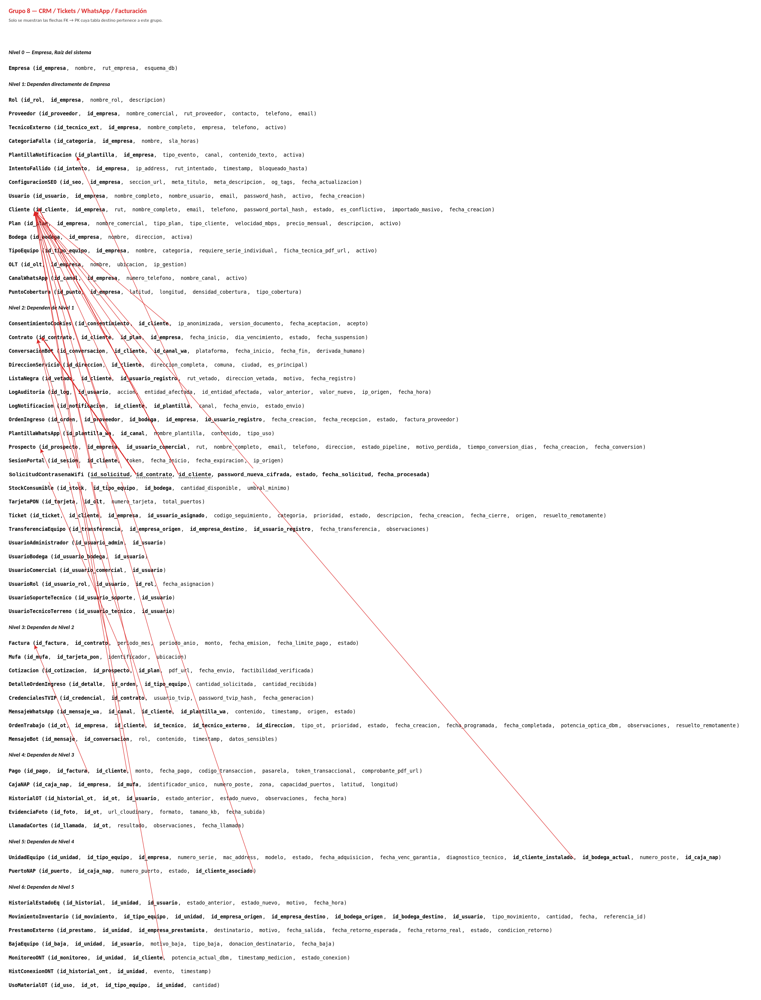 Grupo 8 — CRM / Tickets / WhatsApp / Facturación
Solo se muestran las flechas FK → PK cuya tabla destino pertenece a este grupo.
Nivel 0 — Empresa, Raíz del sistema
Empresa (id_empresa, nombre, rut_empresa, esquema_db)
Nivel 1: Dependen directamente de Empresa
Rol (id_rol, id_empresa, nombre_rol, descripcion)
Proveedor (id_proveedor, id_empresa, nombre_comercial, rut_proveedor, contacto, telefono, email)
TecnicoExterno (id_tecnico_ext, id_empresa, nombre_completo, empresa, telefono, activo)
CategoriaFalla (id_categoria, id_empresa, nombre, sla_horas)
PlantillaNotificacion (id_plantilla, id_empresa, tipo_evento, canal, contenido_texto, activa)
IntentoFallido (id_intento, id_empresa, ip_address, rut_intentado, timestamp, bloqueado_hasta)
ConfiguracionSEO (id_seo, id_empresa, seccion_url, meta_titulo, meta_descripcion, og_tags, fecha_actualizacion)
Usuario (id_usuario, id_empresa, nombre_completo, nombre_usuario, email, password_hash, activo, fecha_creacion)
Cliente (id_cliente, id_empresa, rut, nombre_completo, email, telefono, password_portal_hash, estado, es_conflictivo, importado_masivo, fecha_creacion)
Plan (id_plan, id_empresa, nombre_comercial, tipo_plan, tipo_cliente, velocidad_mbps, precio_mensual, descripcion, activo)
Bodega (id_bodega, id_empresa, nombre, direccion, activa)
TipoEquipo (id_tipo_equipo, id_empresa, nombre, categoria, requiere_serie_individual, ficha_tecnica_pdf_url, activo)
OLT (id_olt, id_empresa, nombre, ubicacion, ip_gestion)
CanalWhatsApp (id_canal, id_empresa, numero_telefono, nombre_canal, activo)
PuntoCobertura (id_punto, id_empresa, latitud, longitud, densidad_cobertura, tipo_cobertura)
Nivel 2: Dependen de Nivel 1
ConsentimientoCookies (id_consentimiento, id_cliente, ip_anonimizada, version_documento, fecha_aceptacion, acepto)
Contrato (id_contrato, id_cliente, id_plan, id_empresa, fecha_inicio, dia_vencimiento, estado, fecha_suspension)
ConversacionBot (id_conversacion, id_cliente, id_canal_wa, plataforma, fecha_inicio, fecha_fin, derivada_humano)
DireccionServicio (id_direccion, id_cliente, direccion_completa, comuna, ciudad, es_principal)
ListaNegra (id_vetado, id_cliente, id_usuario_registro, rut_vetado, direccion_vetada, motivo, fecha_registro)
LogAuditoria (id_log, id_usuario, accion, entidad_afectada, id_entidad_afectada, valor_anterior, valor_nuevo, ip_origen, fecha_hora)
LogNotificacion (id_notificacion, id_cliente, id_plantilla, canal, fecha_envio, estado_envio)
OrdenIngreso (id_orden, id_proveedor, id_bodega, id_empresa, id_usuario_registro, fecha_creacion, fecha_recepcion, estado, factura_proveedor)
PlantillaWhatsApp (id_plantilla_wa, id_canal, nombre_plantilla, contenido, tipo_uso)
Prospecto (id_prospecto, id_empresa, id_usuario_comercial, rut, nombre_completo, email, telefono, direccion, estado_pipeline, motivo_perdida, tiempo_conversion_dias, fecha_creacion, fecha_conversion)
SesionPortal (id_sesion, id_cliente, token, fecha_inicio, fecha_expiracion, ip_origen)
SolicitudContrasenaWifi (id_solicitud, id_contrato, id_cliente, password_nueva_cifrada, estado, fecha_solicitud, fecha_procesada)
StockConsumible (id_stock, id_tipo_equipo, id_bodega, cantidad_disponible, umbral_minimo)
TarjetaPON (id_tarjeta, id_olt, numero_tarjeta, total_puertos)
Ticket (id_ticket, id_cliente, id_empresa, id_usuario_asignado, codigo_seguimiento, categoria, prioridad, estado, descripcion, fecha_creacion, fecha_cierre, origen, resuelto_remotamente)
TransferenciaEquipo (id_transferencia, id_empresa_origen, id_empresa_destino, id_usuario_registro, fecha_transferencia, observaciones)
UsuarioAdministrador (id_usuario_admin, id_usuario)
UsuarioBodega (id_usuario_bodega, id_usuario)
UsuarioComercial (id_usuario_comercial, id_usuario)
UsuarioRol (id_usuario_rol, id_usuario, id_rol, fecha_asignacion)
UsuarioSoporteTecnico (id_usuario_soporte, id_usuario)
UsuarioTecnicoTerreno (id_usuario_tecnico, id_usuario)
Nivel 3: Dependen de Nivel 2
Factura (id_factura, id_contrato, periodo_mes, periodo_anio, monto, fecha_emision, fecha_limite_pago, estado)
Mufa (id_mufa, id_tarjeta_pon, identificador, ubicacion)
Cotizacion (id_cotizacion, id_prospecto, id_plan, pdf_url, fecha_envio, factibilidad_verificada)
DetalleOrdenIngreso (id_detalle, id_orden, id_tipo_equipo, cantidad_solicitada, cantidad_recibida)
CredencialesTVIP (id_credencial, id_contrato, usuario_tvip, password_tvip_hash, fecha_generacion)
MensajeWhatsApp (id_mensaje_wa, id_canal, id_cliente, id_plantilla_wa, contenido, timestamp, origen, estado)
OrdenTrabajo (id_ot, id_empresa, id_cliente, id_tecnico, id_tecnico_externo, id_direccion, tipo_ot, prioridad, estado, fecha_creacion, fecha_programada, fecha_completada, potencia_optica_dbm, observaciones, resuelto_remotamente)
MensajeBot (id_mensaje, id_conversacion, rol, contenido, timestamp, datos_sensibles)
Nivel 4: Dependen de Nivel 3
Pago (id_pago, id_factura, id_cliente, monto, fecha_pago, codigo_transaccion, pasarela, token_transaccional, comprobante_pdf_url)
CajaNAP (id_caja_nap, id_empresa, id_mufa, identificador_unico, numero_poste, zona, capacidad_puertos, latitud, longitud)
HistorialOT (id_historial_ot, id_ot, id_usuario, estado_anterior, estado_nuevo, observaciones, fecha_hora)
EvidenciaFoto (id_foto, id_ot, url_cloudinary, formato, tamano_kb, fecha_subida)
LlamadaCortes (id_llamada, id_ot, resultado, observaciones, fecha_llamada)
Nivel 5: Dependen de Nivel 4
UnidadEquipo (id_unidad, id_tipo_equipo, id_empresa, numero_serie, mac_address, modelo, estado, fecha_adquisicion, fecha_venc_garantia, diagnostico_tecnico, id_cliente_instalado, id_bodega_actual, numero_poste, id_caja_nap)
PuertoNAP (id_puerto, id_caja_nap, numero_puerto, estado, id_cliente_asociado)
Nivel 6: Dependen de Nivel 5
HistorialEstadoEq (id_historial, id_unidad, id_usuario, estado_anterior, estado_nuevo, motivo, fecha_hora)
MovimientoInventario (id_movimiento, id_tipo_equipo, id_unidad, id_empresa_origen, id_empresa_destino, id_bodega_origen, id_bodega_destino, id_usuario, tipo_movimiento, cantidad, fecha, referencia_id)
PrestamoExterno (id_prestamo, id_unidad, id_empresa_prestamista, destinatario, motivo, fecha_salida, fecha_retorno_esperada, fecha_retorno_real, estado, condicion_retorno)
BajaEquipo (id_baja, id_unidad, id_usuario, motivo_baja, tipo_baja, donacion_destinatario, fecha_baja)
MonitoreoONT (id_monitoreo, id_unidad, id_cliente, potencia_actual_dbm, timestamp_medicion, estado_conexion)
HistConexionONT (id_historial_ont, id_unidad, evento, timestamp)
UsoMaterialOT (id_uso, id_ot, id_tipo_equipo, id_unidad, cantidad)